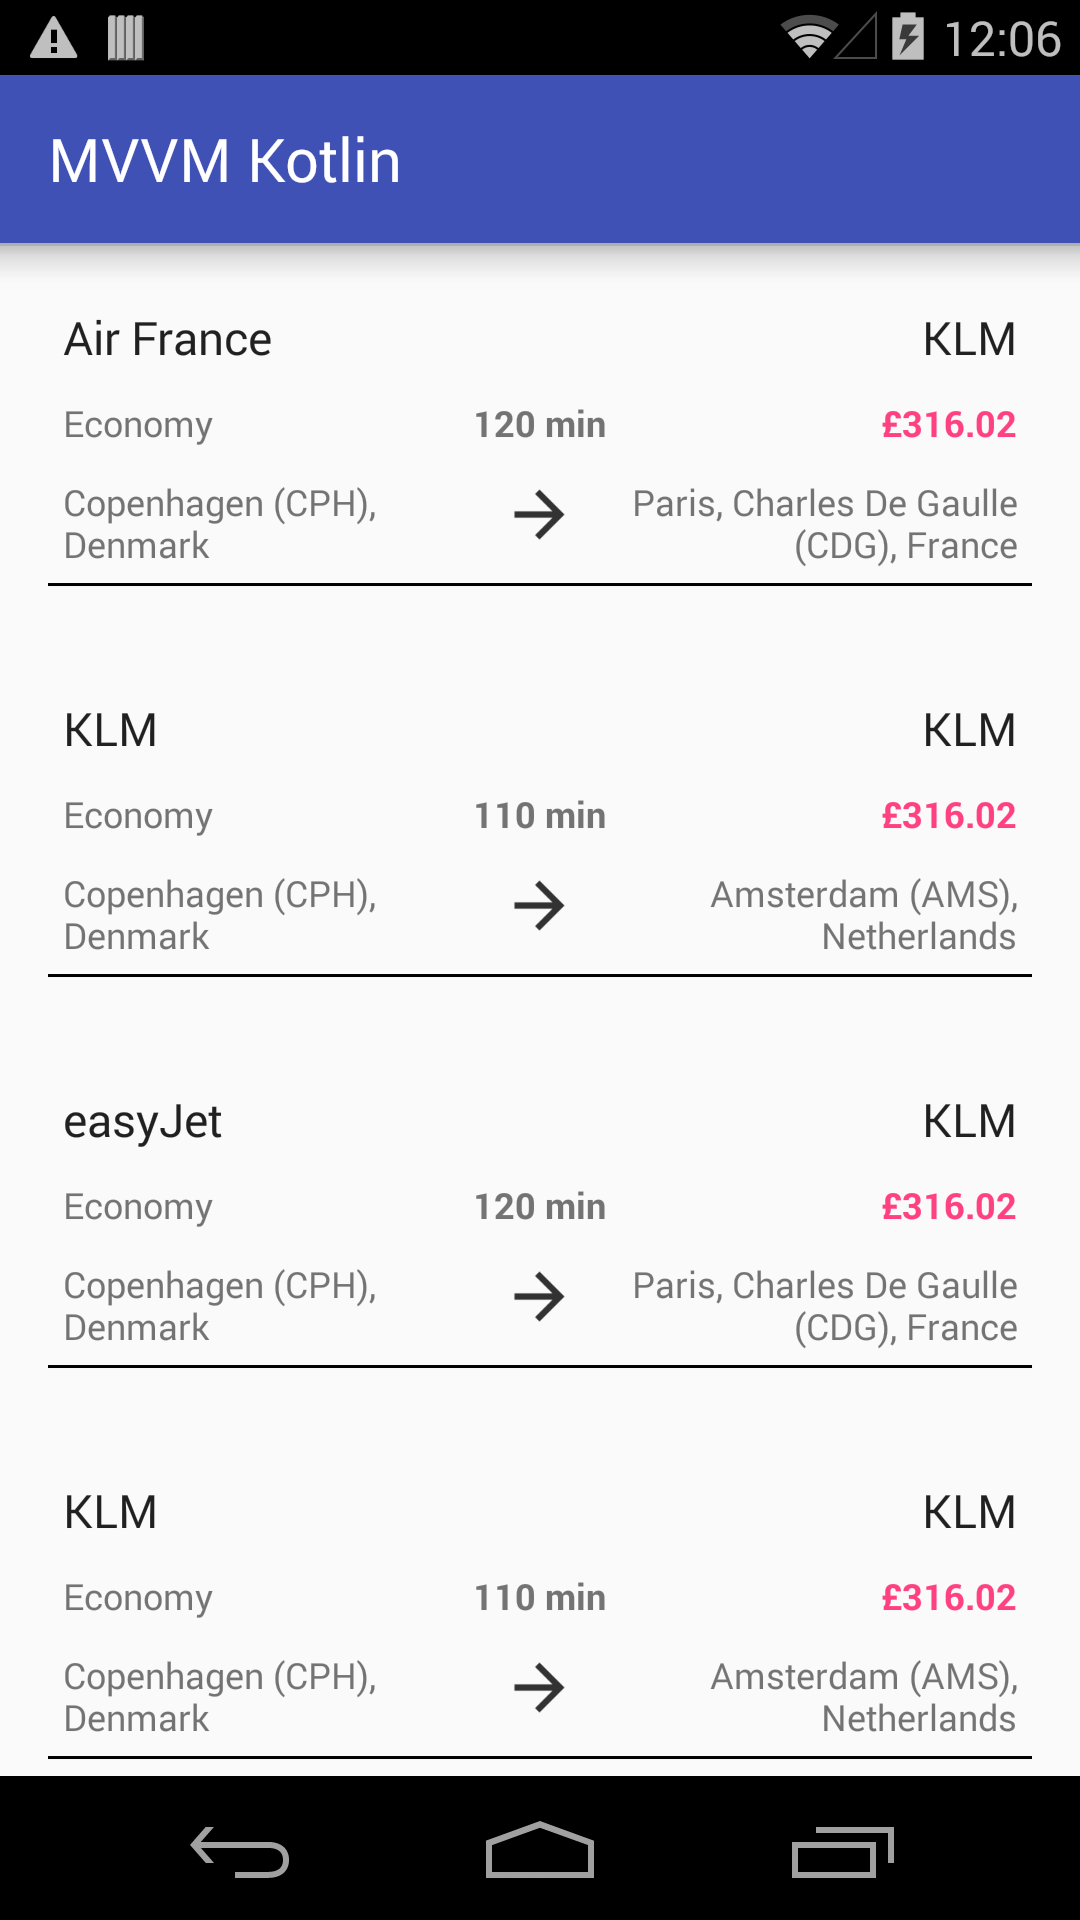 12:06
MVVM Kotlin
Air France KLM
Economy 120 min £316.02
Copenhagen (CPH), Paris, Charles De Gaulle
Denmark (CDG), France
KLM KLM
Economy 110 min £316.02
Copenhagen (CPH), Amsterdam (AMS),
Denmark Netherlands
easyJet KLM
Economy 120 min £316.02
Copenhagen (CPH), Paris, Charles De Gaulle
Denmark (CDG), France
KLM KLM
Economy 110 min £316.02
Copenhagen (CPH), Amsterdam (AMS),
Denmark Netherlands